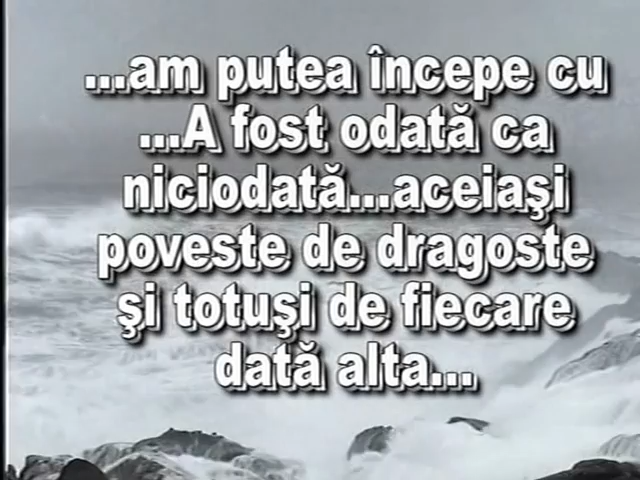 ...am putea începe cu
...A fost odată ca
niciodată...aceiaşi
poveste de dragoste
şi totuşi de fiecare
dată alta...